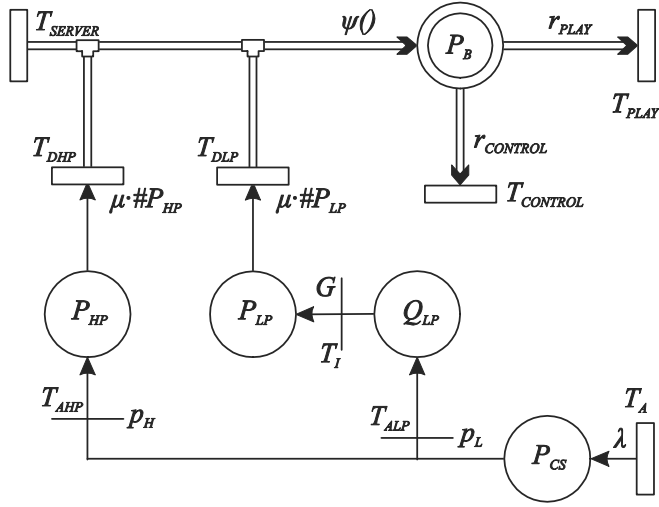 T_SERVER ψ() P_B r_PLAY
T_PLAY
T_DHP T_DLP r_CONTROL
μ·#P_HP μ·#P_LP T_CONTROL
P_HP P_LP G Q_LP
T_I
T_AHP p_H T_ALP p_L T_A
P_CS λ